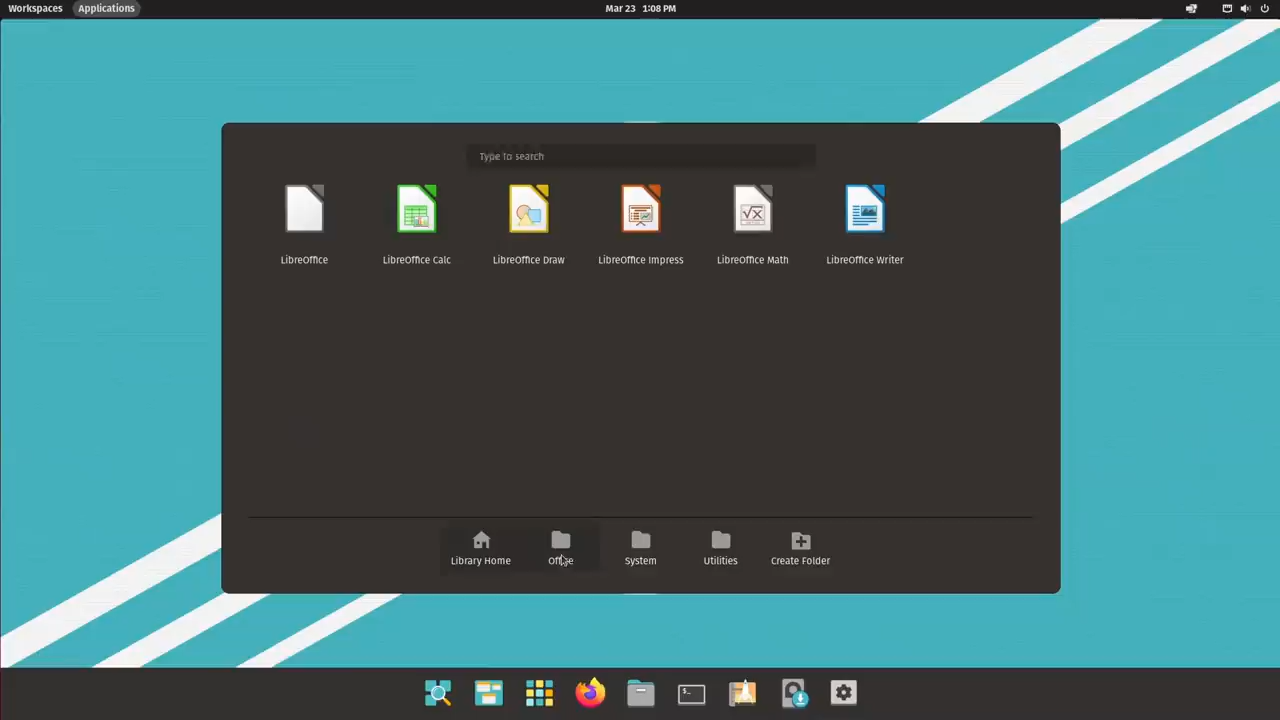 Workspaces Applications Mar 23 1:08 PM
Type to search
LibreOffice LibreOffice Calc LibreOffice Draw LibreOffice Impress LibreOffice Math LibreOffice Writer
Library Home Office System Utilities Create Folder